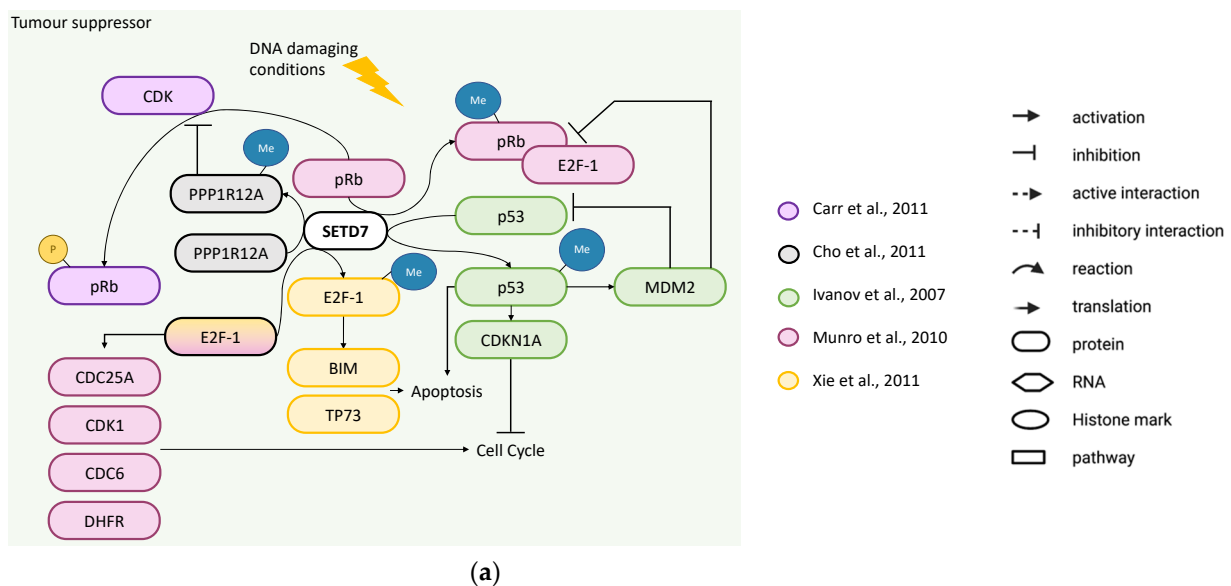 Tumour suppressor
DNA damaging
conditions
CDK
Me
pRb
Me
PPP1R12A
pRb
E2F-1
SETD7
p53
PPP1R12A
P
pRb
Me
E2F-1
Me
p53
MDM2
E2F-1
CDKN1A
CDC25A
BIM
Apoptosis
TP73
CDK1
Cell Cycle
CDC6
DHFR
Carr et al., 2011
Cho et al., 2011
Ivanov et al., 2007
Munro et al., 2010
Xie et al., 2011
activation
inhibition
active interaction
inhibitory interaction
reaction
translation
protein
RNA
Histone mark
pathway
(a)